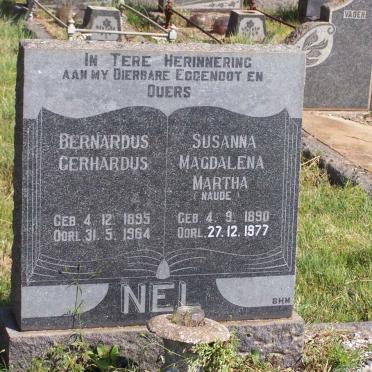 In Tere Herinnering
aan my Dierbare Eggenoot en
Ouers
Bernardus
Gerhardus
Geb. 4. 12. 1895
Oorl. 31. 5. 1964
Susanna
Magdalena
Martha
(Naude)
Geb. 4. 9. 1890
Oorl. 27. 12. 1977
NEL
BHM
VADER